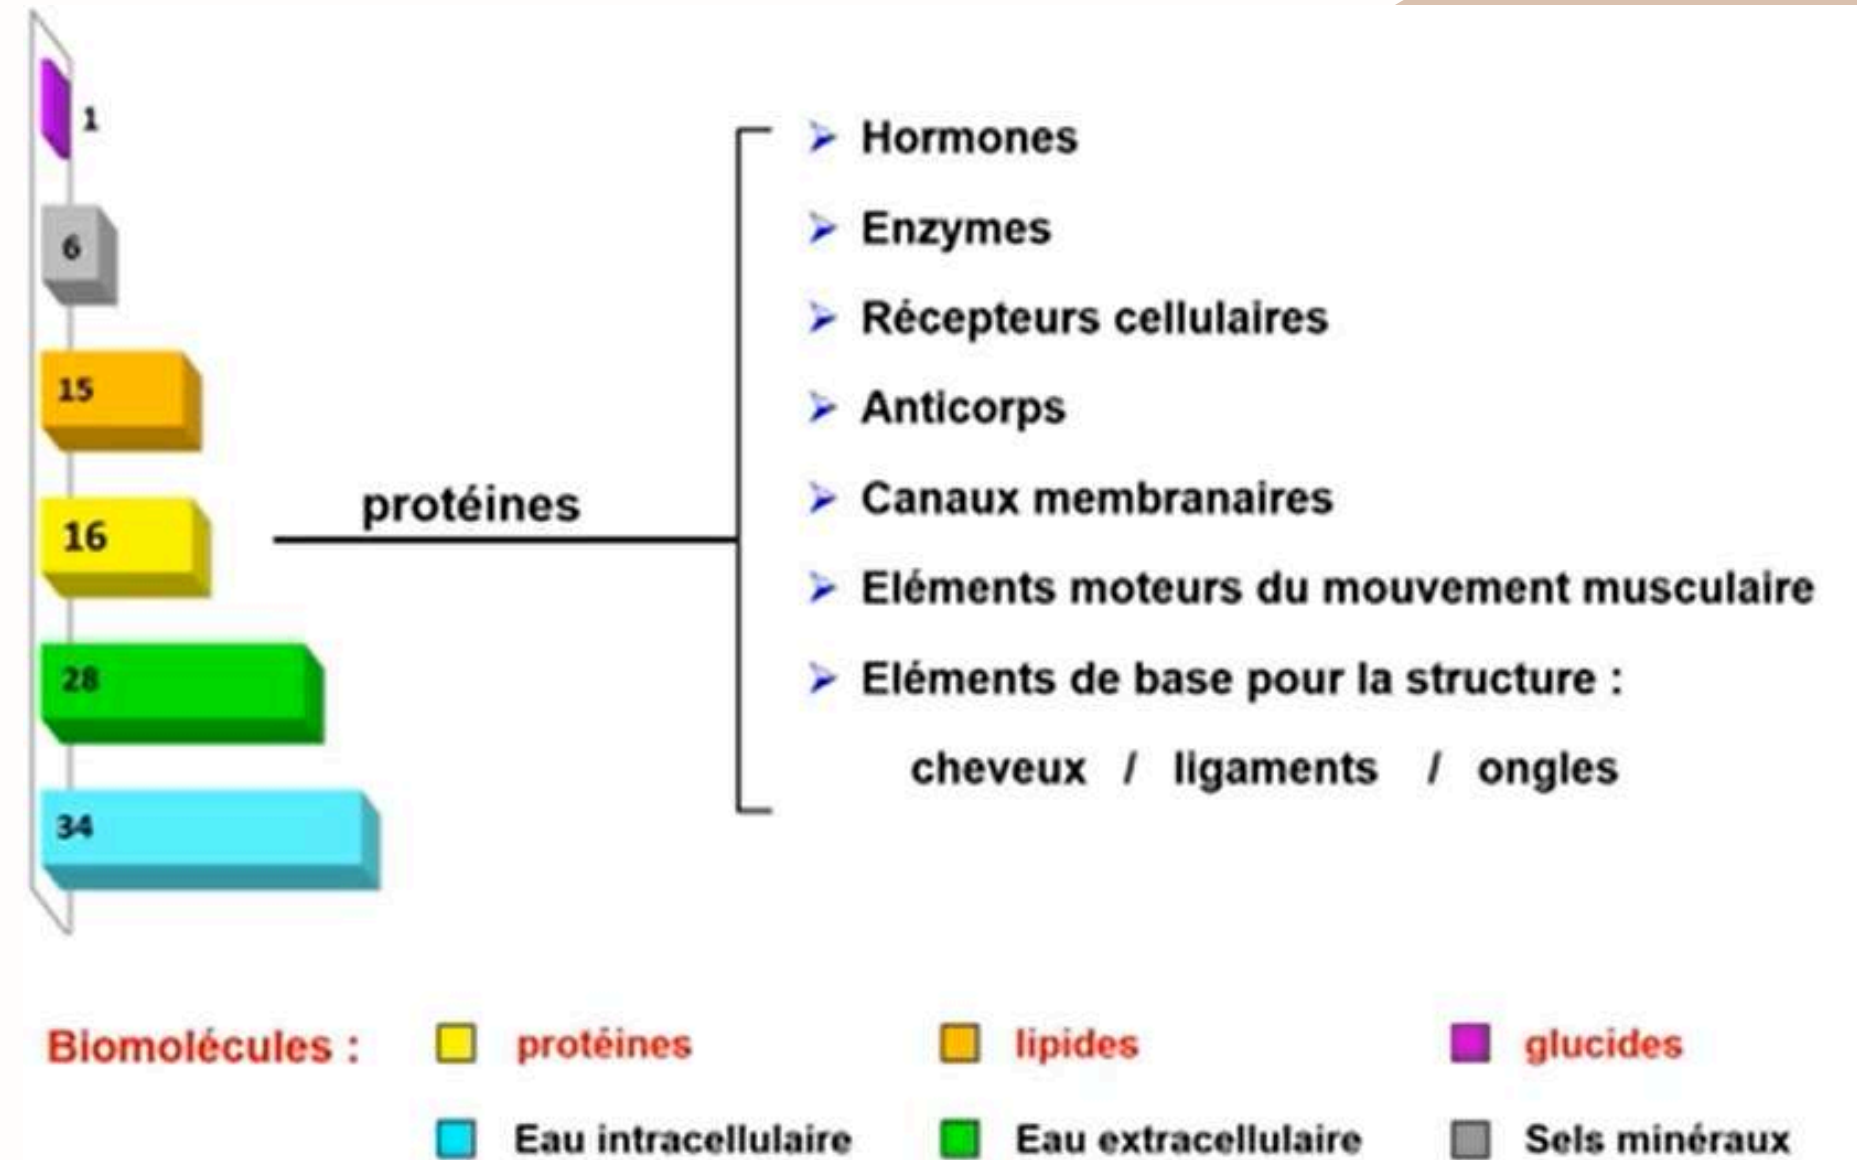 1
6
15
16
28
34
protéines
Hormones
Enzymes
Récepteurs cellulaires
Anticorps
Canaux membranaires
Eléments moteurs du mouvement musculaire
Eléments de base pour la structure :
cheveux / ligaments / ongles
Biomolécules : protéines lipides glucides
Eau intracellulaire Eau extracellulaire Sels minéraux